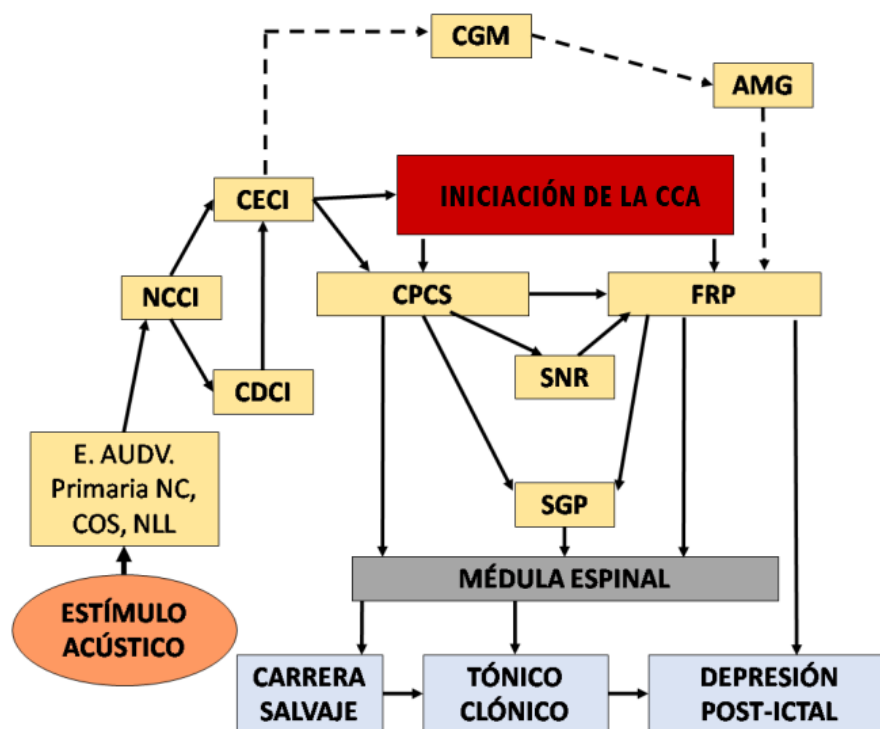 CGM
AMG
CECI
INICIACIÓN DE LA CCA
NCCI
CPCS
FRP
CDCI
SNR
E. AUDV.
Primaria NC,
COS, NLL
SGP
MÉDULA ESPINAL
ESTÍMULO
ACÚSTICO
CARRERA
SALVAJE
TÓNICO
CLÓNICO
DEPRESIÓN
POST-ICTAL